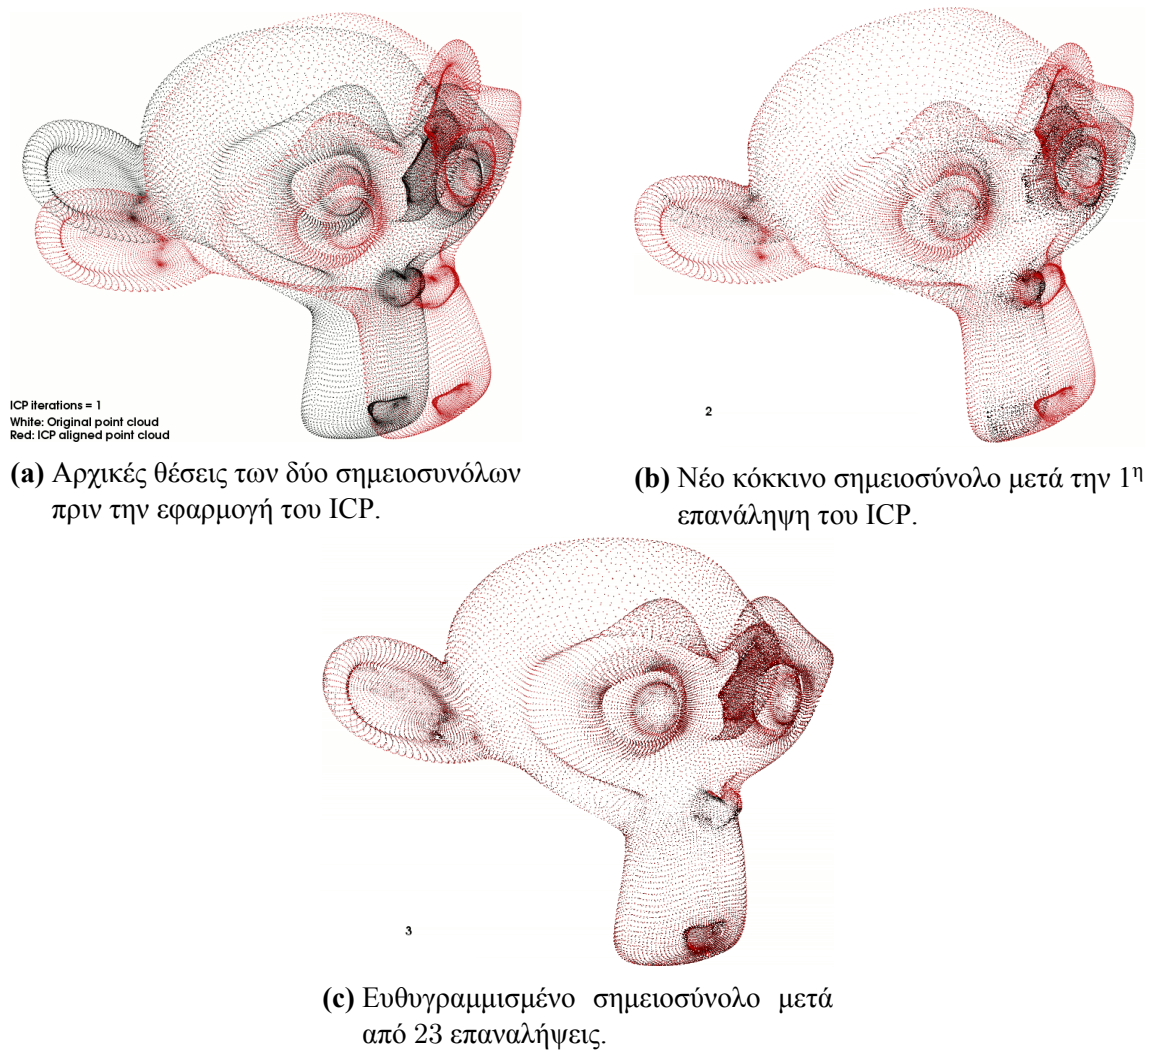 ICP iterations = 1
White: Original point cloud
Red: ICP aligned point cloud
(a) Αρχικές θέσεις των δύο σημειοσυνόλων
πριν την εφαρμογή του ICP.
2
(b) Νέο κόκκινο σημειοσύνολο μετά την 1η
επανάληψη του ICP.
3
(c) Ευθυγραμμισμένο σημειοσύνολο μετά
από 23 επαναλήψεις.